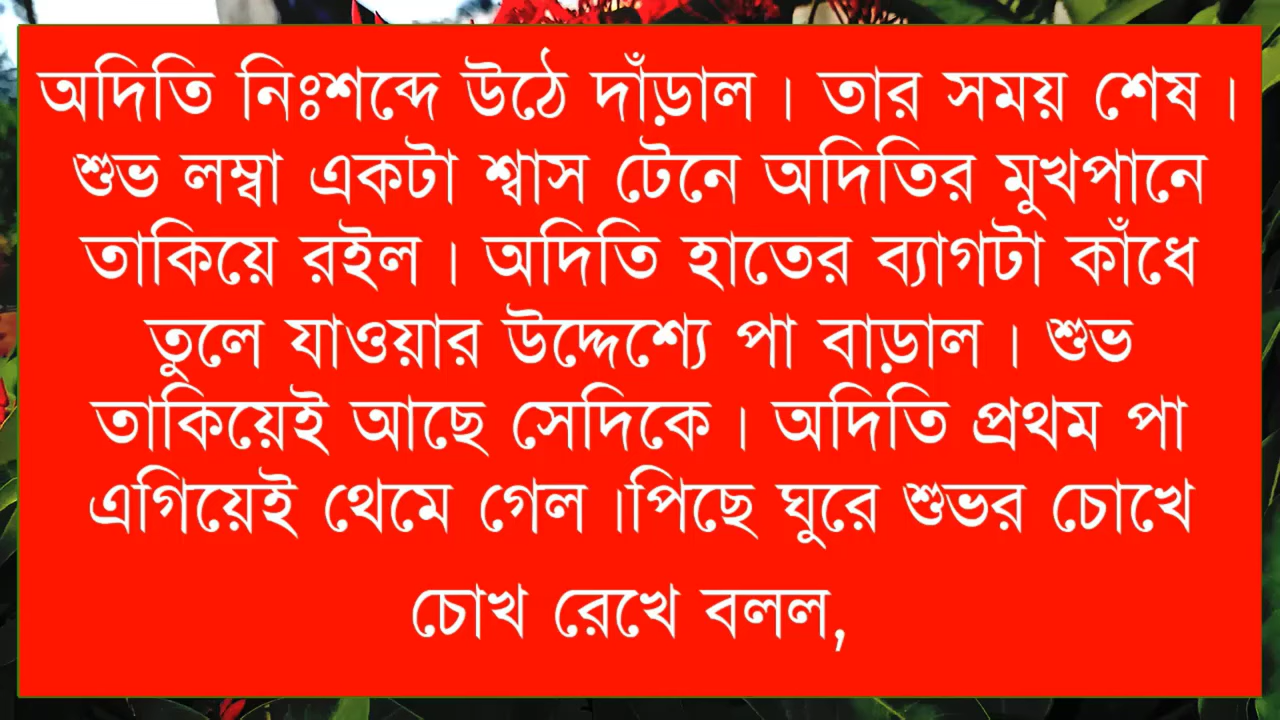 অদিতি নিঃশব্দে উঠে দাঁড়াল । তার সময় শেষ ।
শুভ লম্বা একটা শ্বাস টেনে অদিতির মুখপানে
তাকিয়ে রইল । অদিতি হাতের ব্যাগটা কাঁধে
তুলে যাওয়ার উদ্দেশ্যে পা বাড়াল । শুভ
তাকিয়েই আছে সেদিকে । অদিতি প্রথম পা
এগিয়েই থেমে গেল ।পিছে ঘুরে শুভর চোখে
চোখ রেখে বলল,